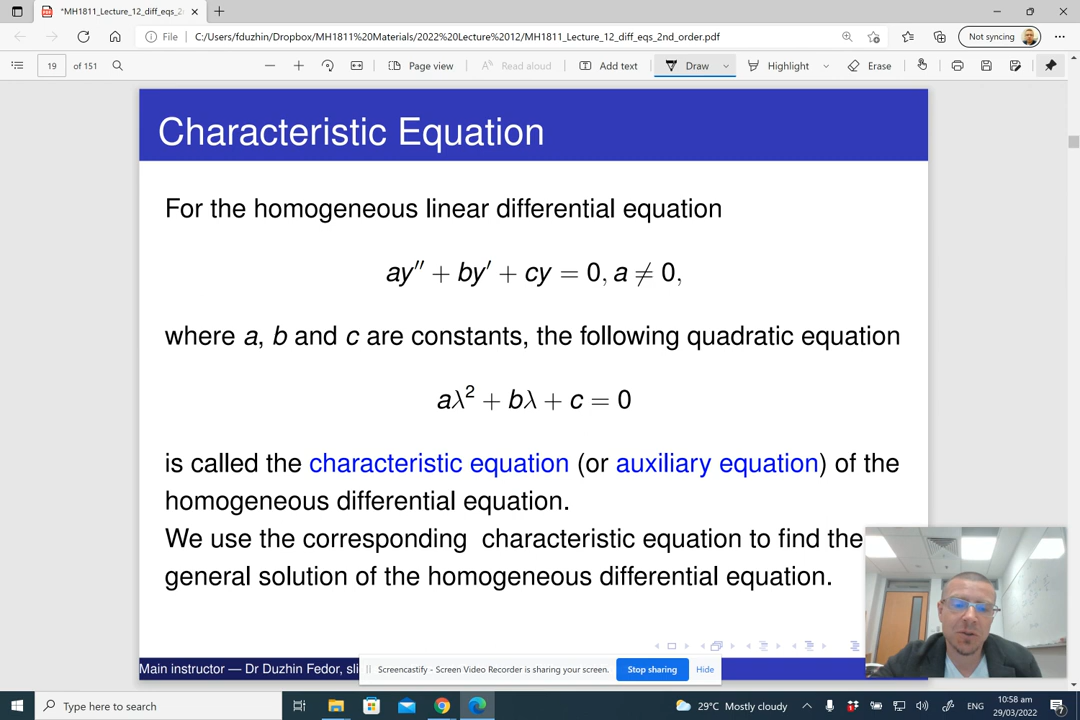 *MH1811_Lecture_12_diff_eqs_2nd_
File C:/Users/fduzhin/Dropbox/MH1811%20Materials/2022%20Lecture%2012/MH1811_Lecture_12_diff_eqs_2nd_order.pdf Not syncing
19 of 151 Page view Read aloud Add text Draw Highlight Erase
Characteristic Equation
For the homogeneous linear differential equation
ay′′ + by′ + cy = 0, a ≠ 0,
where a, b and c are constants, the following quadratic equation
aλ² + bλ + c = 0
is called the characteristic equation (or auxiliary equation) of the
homogeneous differential equation.
We use the corresponding characteristic equation to find the
general solution of the homogeneous differential equation.
Main instructor — Dr Duzhin Fedor,
Screencastify - Screen Video Recorder is sharing your screen. Stop sharing Hide
Type here to search 29°C Mostly cloudy ENG 10:58 am
29/03/2022